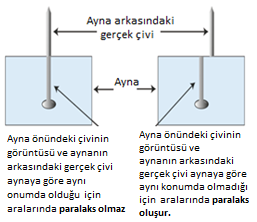 Ayna arkasındaki
gerçek çivi
Ayna
Ayna önündeki çivinin
görüntüsü ve aynanın
arkasındaki gerçek çivi
aynaya göre aynı
konumda olduğu için
aralarında paralaks olmaz
Ayna önündeki çivinin
görüntüsü ve
aynanın arkasındaki
gerçek çivi aynaya göre
aynı konumda olmadığı
için aralarında paralaks
oluşur.